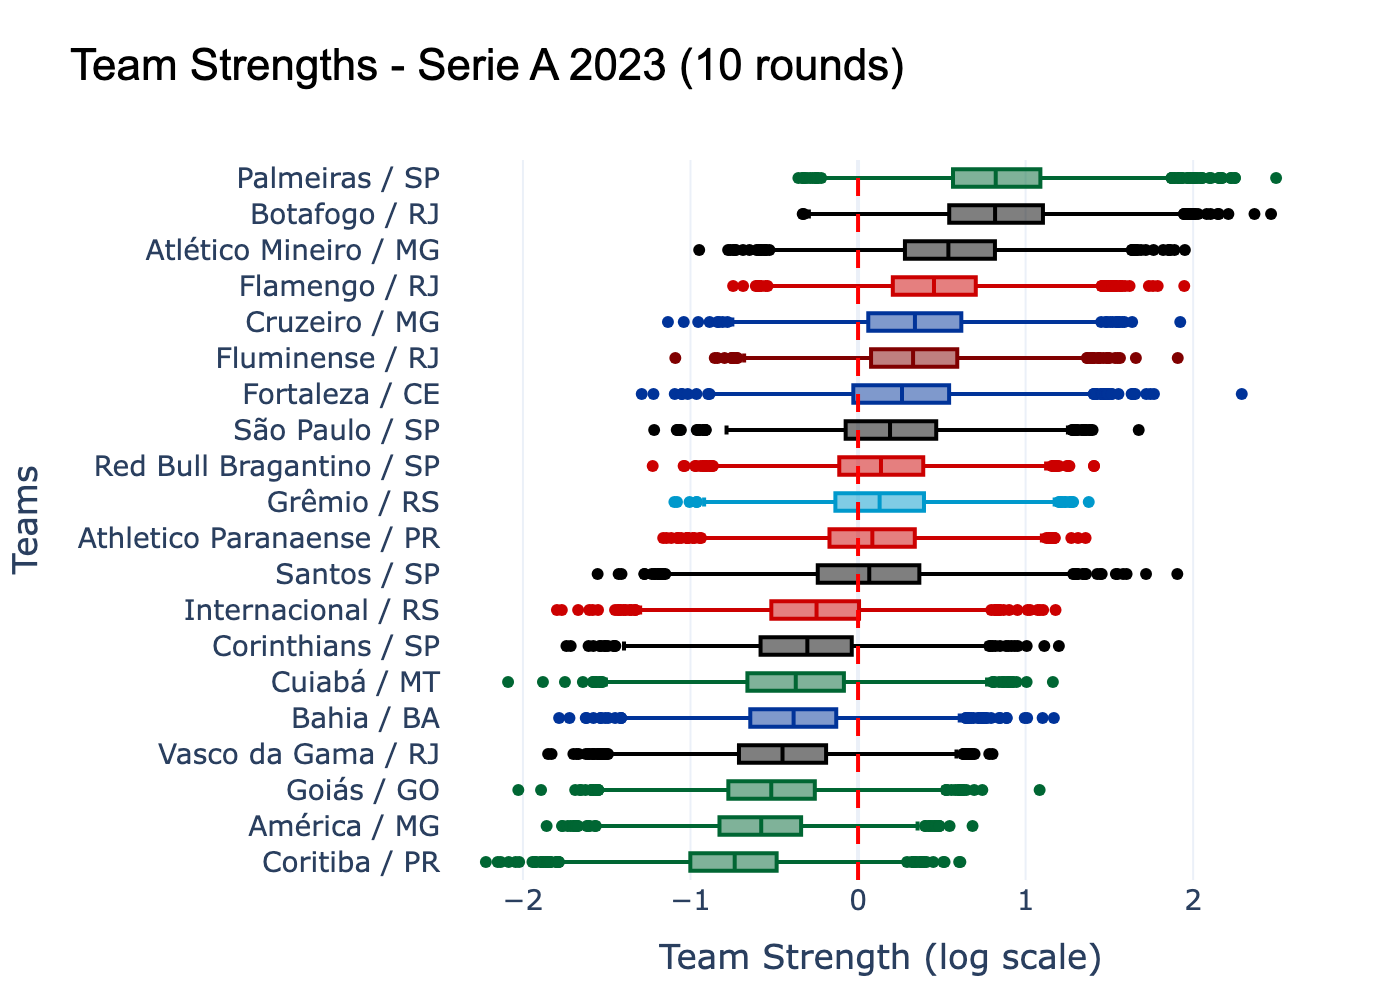 Team Strengths - Serie A 2023 (10 rounds)
Teams
Palmeiras / SP
Botafogo / RJ
Atlético Mineiro / MG
Flamengo / RJ
Cruzeiro / MG
Fluminense / RJ
Fortaleza / CE
São Paulo / SP
Red Bull Bragantino / SP
Grêmio / RS
Athletico Paranaense / PR
Santos / SP
Internacional / RS
Corinthians / SP
Cuiabá / MT
Bahia / BA
Vasco da Gama / RJ
Goiás / GO
América / MG
Coritiba / PR
−2 −1 0 1 2
Team Strength (log scale)